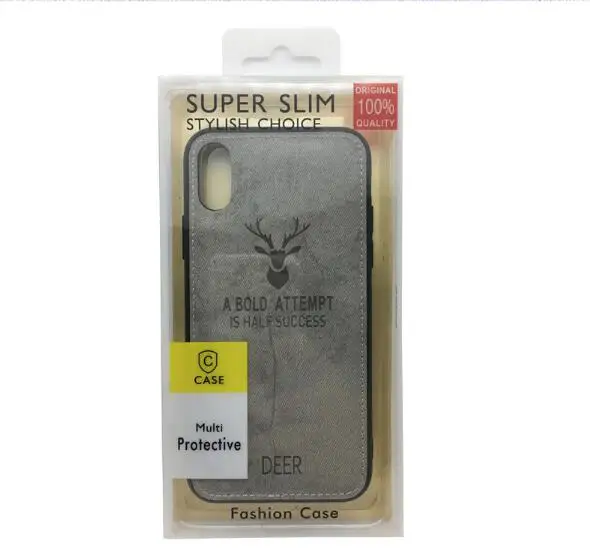 SUPER SLIM
STYLISH CHOICE
ORIGINAL
100%
QUALITY
A BOLD ATTEMPT
IS HALF SUCCESS
C
CASE
Multi
Protective
DEER
Fashion Case